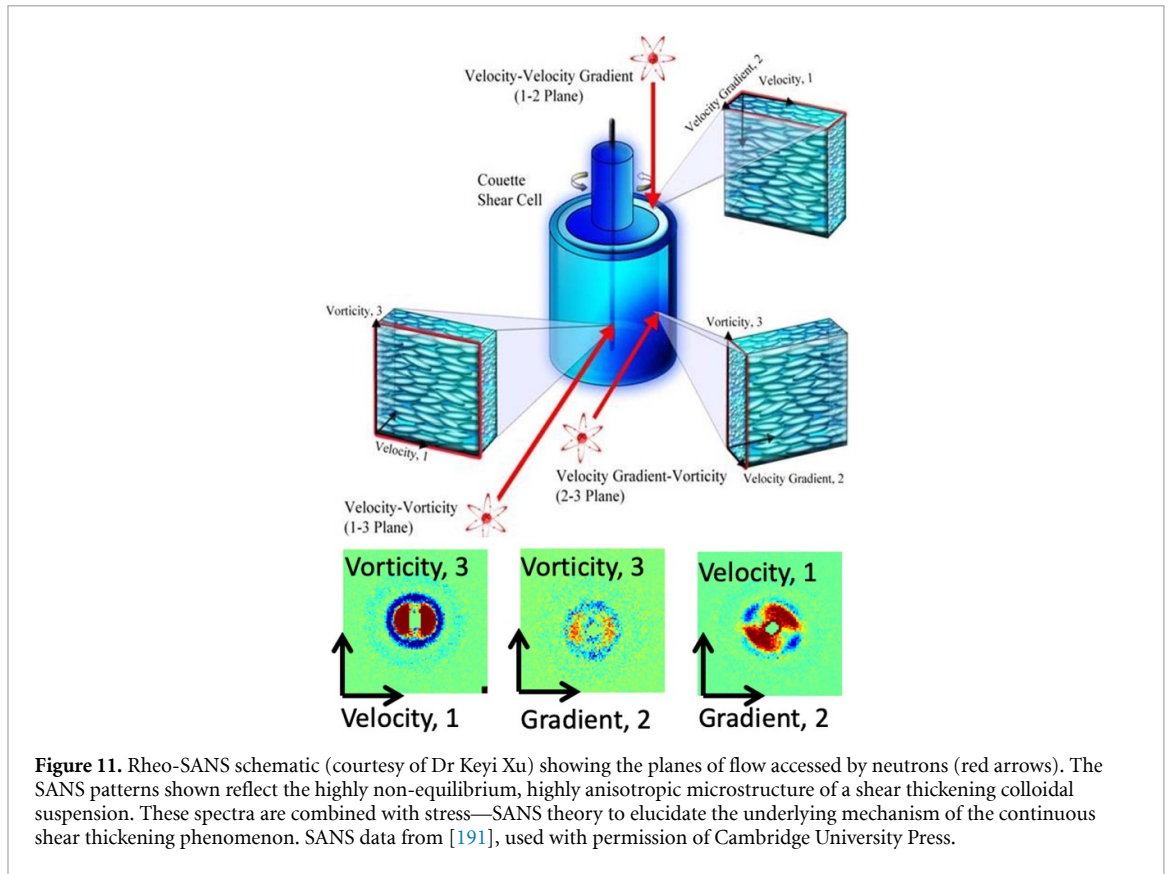 Velocity-Velocity Gradient
(1-2 Plane)
Velocity Gradient, 2
Velocity, 1
Couette
Shear Cell
Vorticity, 3
Velocity, 1
Vorticity, 3
Velocity Gradient, 2
Velocity Gradient-Vorticity
(2-3 Plane)
Velocity-Vorticity
(1-3 Plane)
Vorticity, 3
Velocity, 1
Vorticity, 3
Gradient, 2
Velocity, 1
Gradient, 2
Figure 11. Rheo-SANS schematic (courtesy of Dr Keyi Xu) showing the planes of flow accessed by neutrons (red arrows). The
SANS patterns shown reflect the highly non-equilibrium, highly anisotropic microstructure of a shear thickening colloidal
suspension. These spectra are combined with stress—SANS theory to elucidate the underlying mechanism of the continuous
shear thickening phenomenon. SANS data from [191], used with permission of Cambridge University Press.